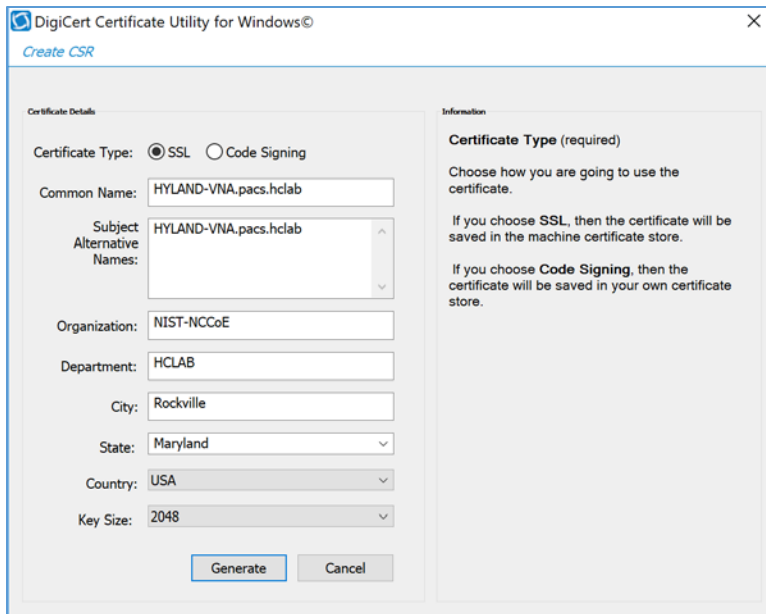 DigiCert Certificate Utility for Windows©
Create CSR
Certificate Details
Certificate Type: SSL Code Signing
Common Name: HYLAND-VNA.pacs.hclab
Subject Alternative Names: HYLAND-VNA.pacs.hclab
Organization: NIST-NCCoE
Department: HCLAB
City: Rockville
State: Maryland
Country: USA
Key Size: 2048
Generate Cancel
Information
Certificate Type (required)
Choose how you are going to use the
certificate.
If you choose SSL, then the certificate will be
saved in the machine certificate store.
If you choose Code Signing, then the
certificate will be saved in your own certificate
store.